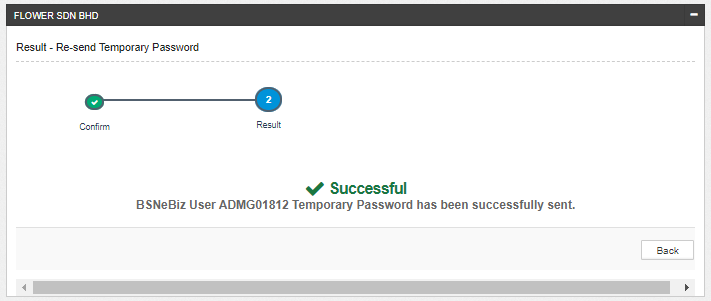 FLOWER SDN BHD
Result - Re-send Temporary Password
2
Confirm
Result
Successful
BSNeBiz User ADMG01812 Temporary Password has been successfully sent.
Back